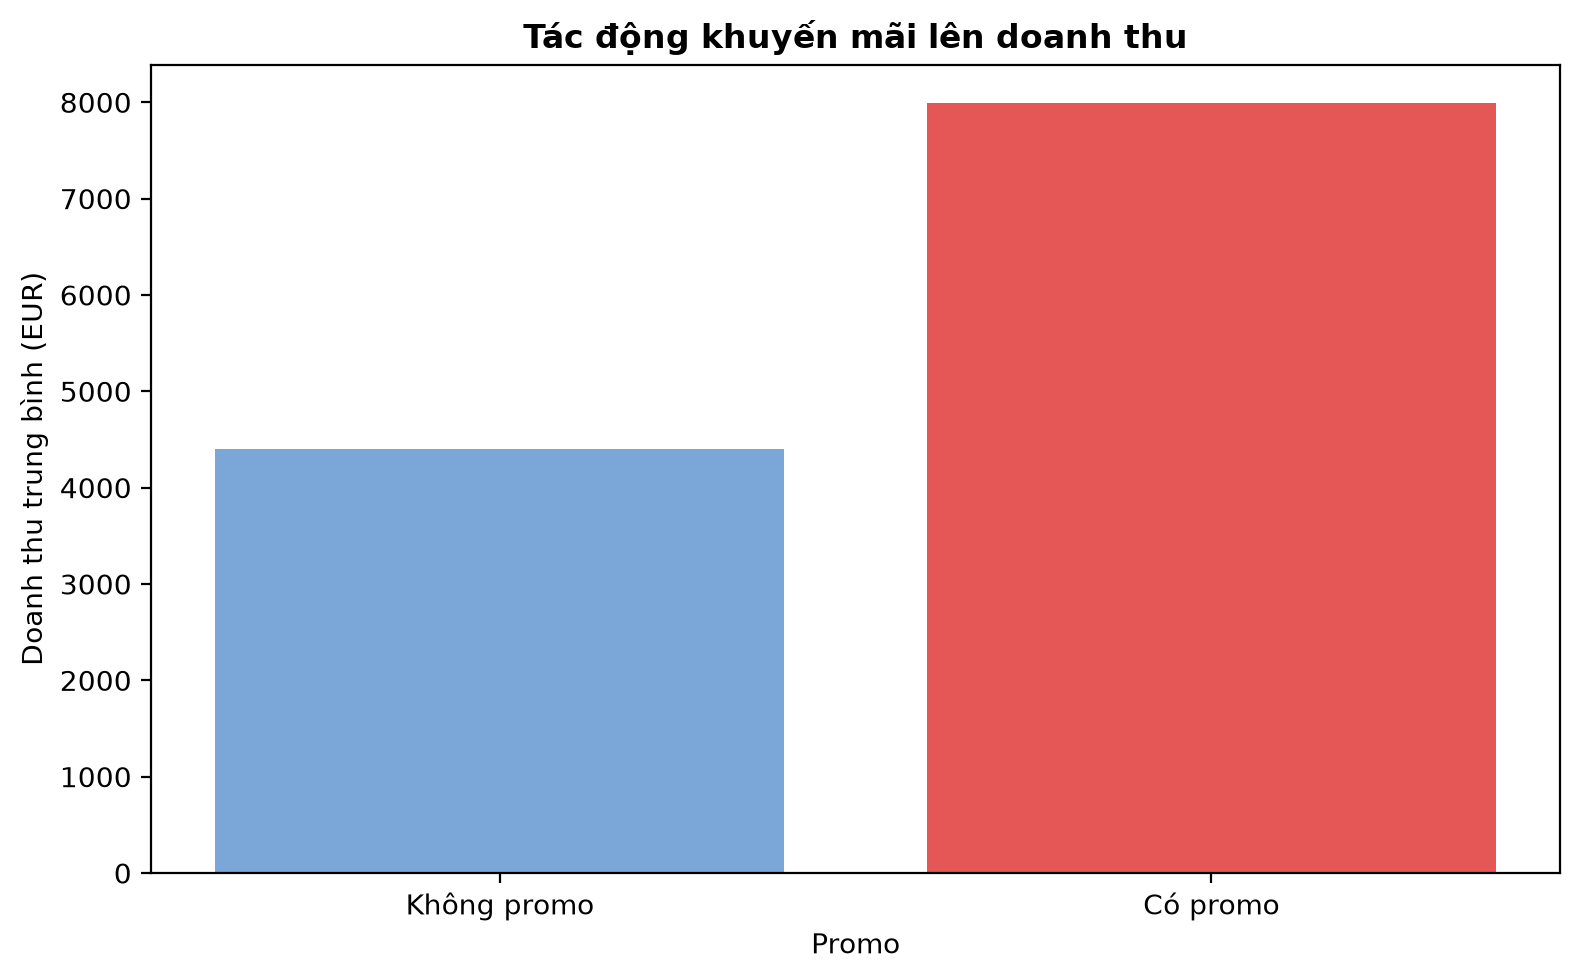 Tác động khuyến mãi lên doanh thu
Doanh thu trung bình (EUR)
8000
7000
6000
5000
4000
3000
2000
1000
0
Không promo
Có promo
Promo